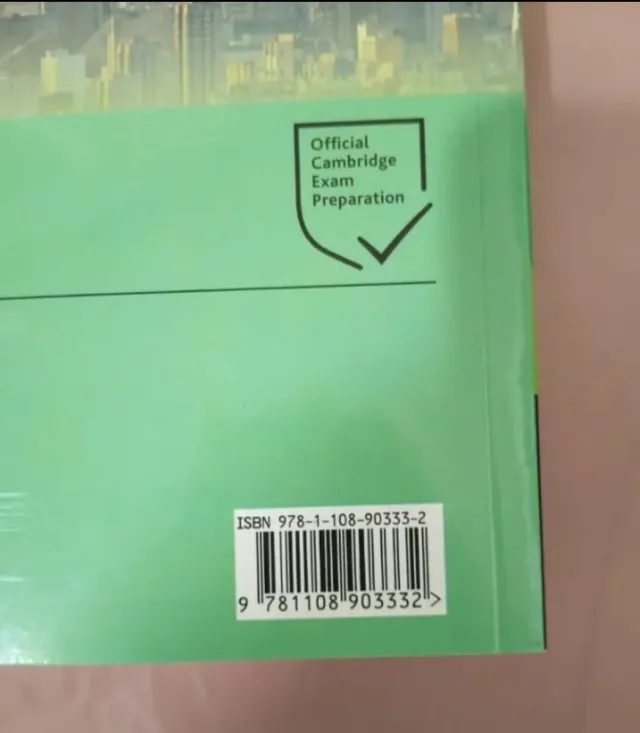 Official
Cambridge
Exam
Preparation
ISBN 978-1-108-90333-2
9 781108 903332 >